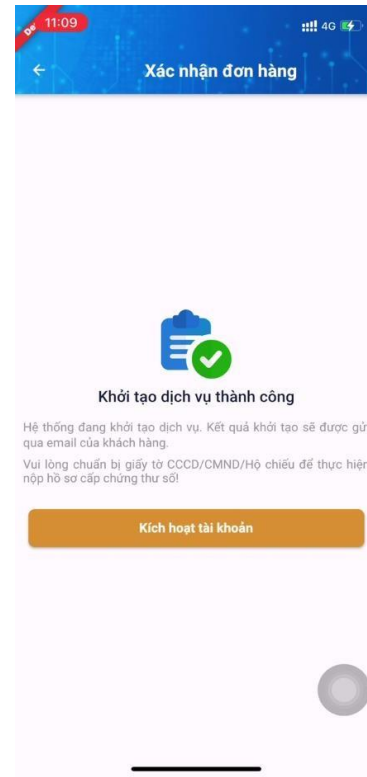 11:09
4G
Xác nhận đơn hàng
Khởi tạo dịch vụ thành công
Hệ thống đang khởi tạo dịch vụ. Kết quả khởi tạo sẽ được gử
qua email của khách hàng.
Vui lòng chuẩn bị giấy tờ CCCD/CMND/Hộ chiếu để thực hiện
nộp hồ sơ cấp chứng thư số!
Kích hoạt tài khoản